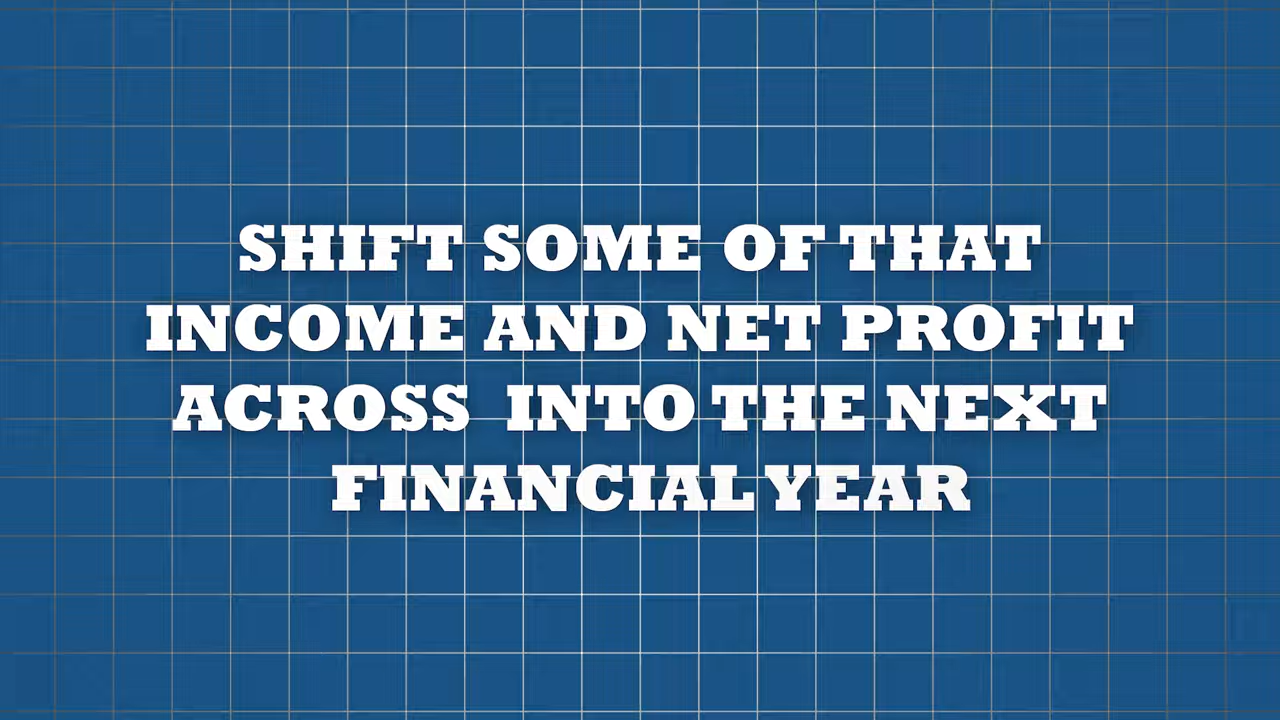 SHIFT SOME OF THAT
INCOME AND NET PROFIT
ACROSS  INTO THE NEXT
FINANCIAL YEAR